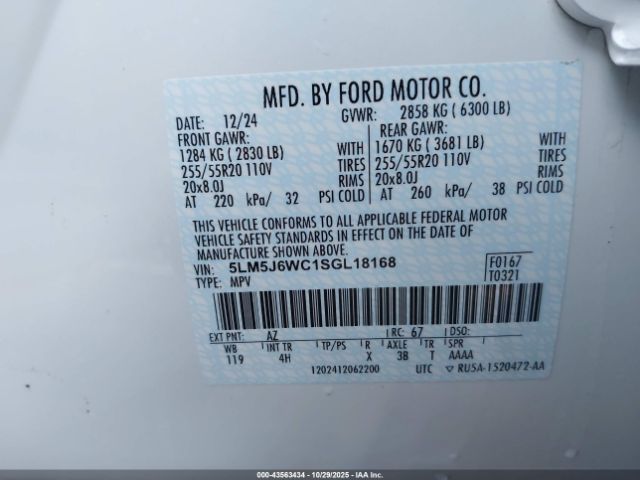 MFD. BY FORD MOTOR CO.
DATE: 12/24 GVWR: 2858 KG ( 6300 LB)
FRONT GAWR: REAR GAWR:
1284 KG ( 2830 LB) WITH 1670 KG ( 3681 LB) WITH
255/55R20 110V TIRES 255/55R20 110V TIRES
20x8.0J RIMS 20x8.0J RIMS
AT 220 kPa/ 32 PSI COLD AT 260 kPa/ 38 PSI COLD
THIS VEHICLE CONFORMS TO ALL APPLICABLE FEDERAL MOTOR
VEHICLE SAFETY STANDARDS IN EFFECT ON THE DATE OF
MANUFACTURE SHOWN ABOVE.
VIN: 5LM5J6WC1SGL18168 F0167
TYPE: MPV T0321
EXT PNT: AZ RC: 67 DSO:
WB INT TR TP/PS R AXLE TR SPR
119 4H X 3B T AAAA
1202412062200 UTC ▽ RU5A-1520472-AA
000-43563434 | 10/29/2025 | IAAI, Inc.